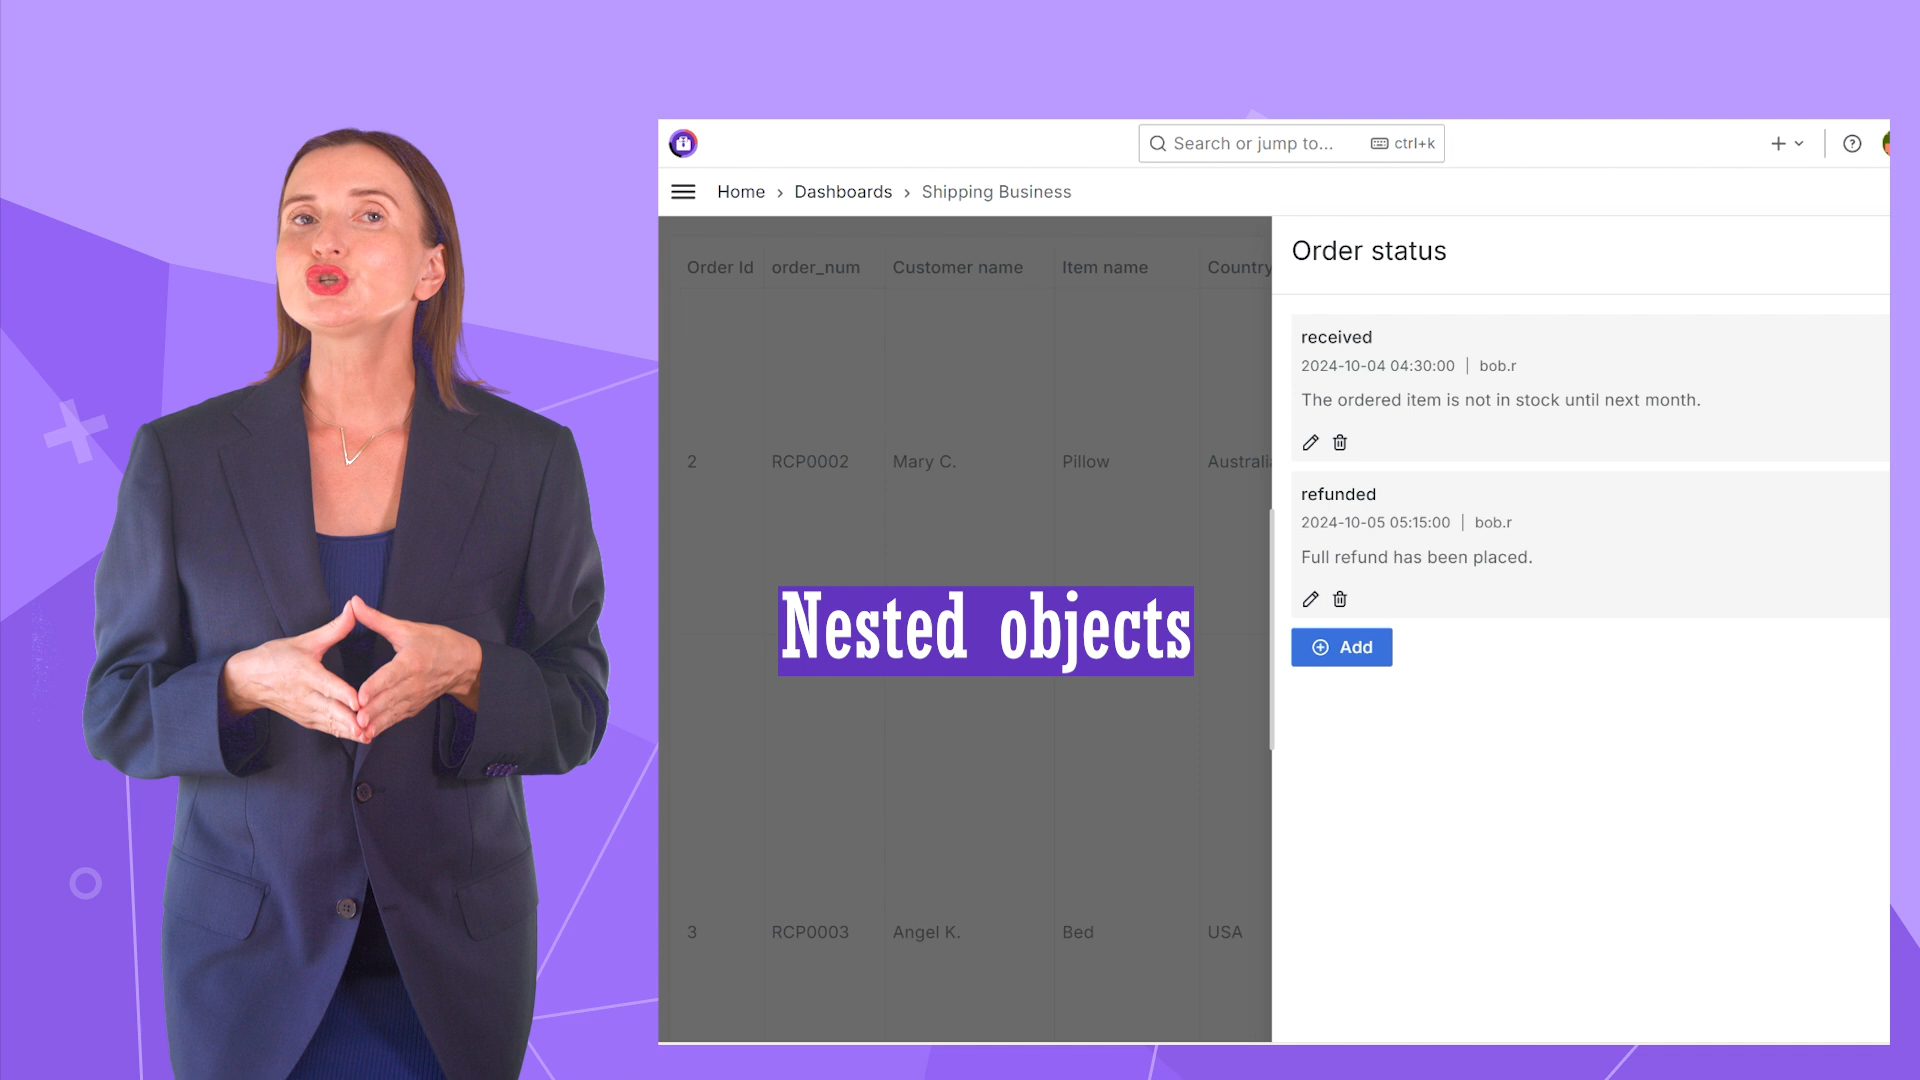 Search or jump to... ctrl+k
Home › Dashboards › Shipping Business
Order Id order_num Customer name Item name Country
2 RCP0002 Mary C. Pillow Australi
3 RCP0003 Angel K. Bed USA
Nested objects
Order status
received
2024-10-04 04:30:00 | bob.r
The ordered item is not in stock until next month.
refunded
2024-10-05 05:15:00 | bob.r
Full refund has been placed.
Add